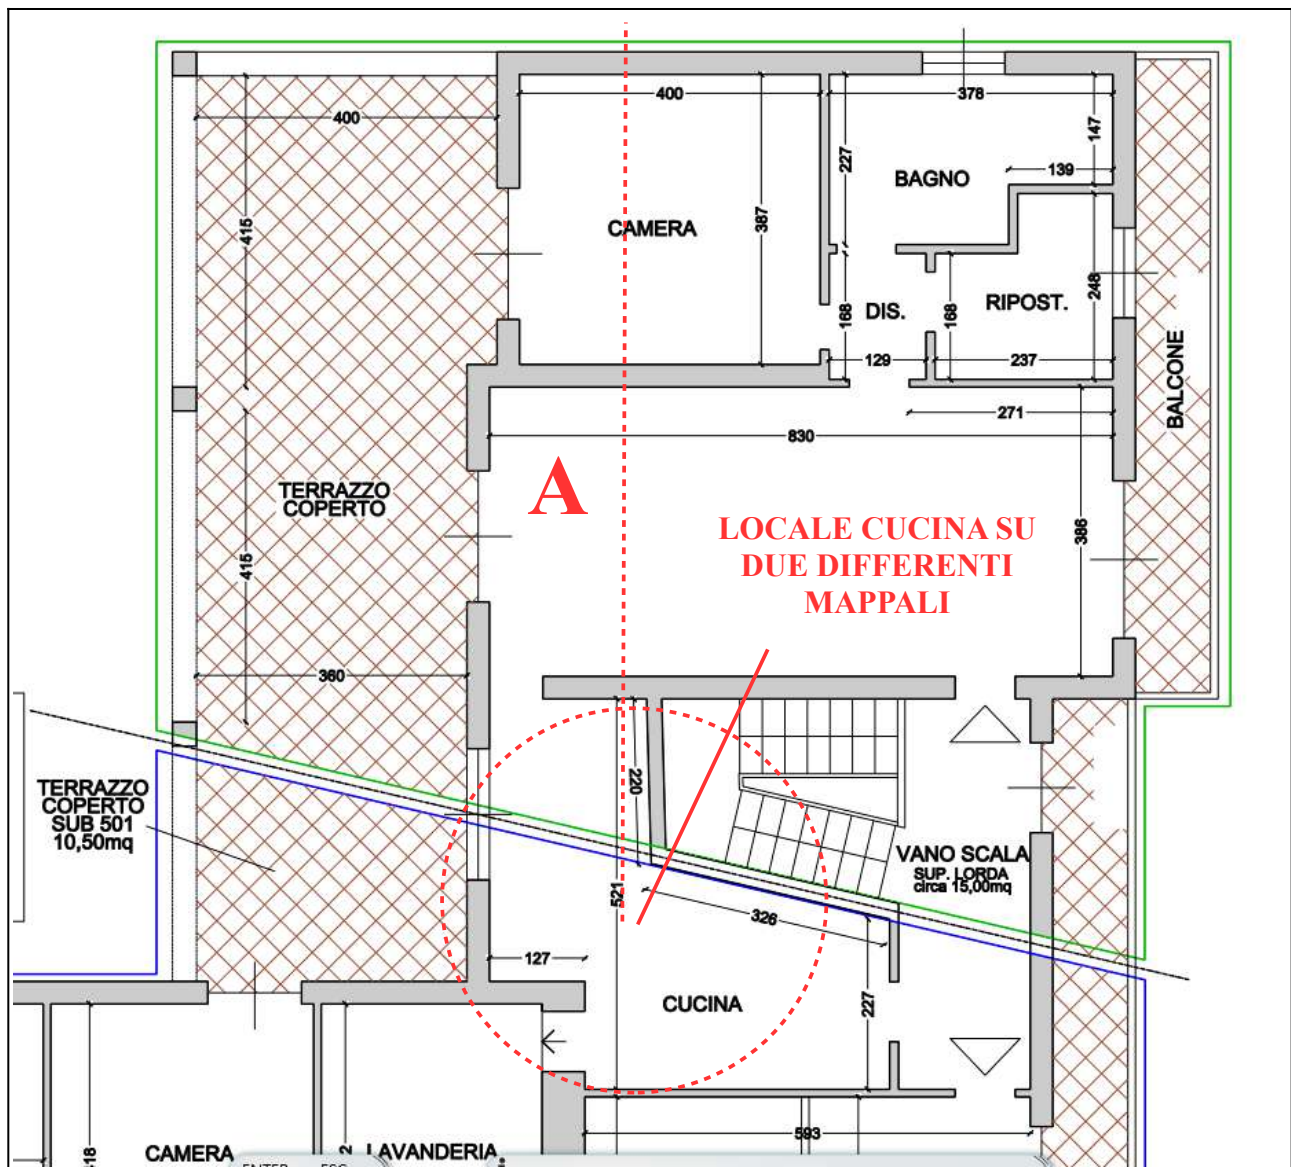 400
378
400
147
227
139
BAGNO
387
CAMERA
415
248
RIPOST.
168
DIS.
168
129
237
BALCONE
271
830
A
TERRAZZO
COPERTO
LOCALE CUCINA SU
DUE DIFFERENTI
MAPPALI
386
415
360
220
TERRAZZO
COPERTO
SUB 501
10,50mq
VANO SCALA
SUP. LORDA
circa 15,00mq
521
326
127
CUCINA
227
593
CAMERA
LAVANDERIA